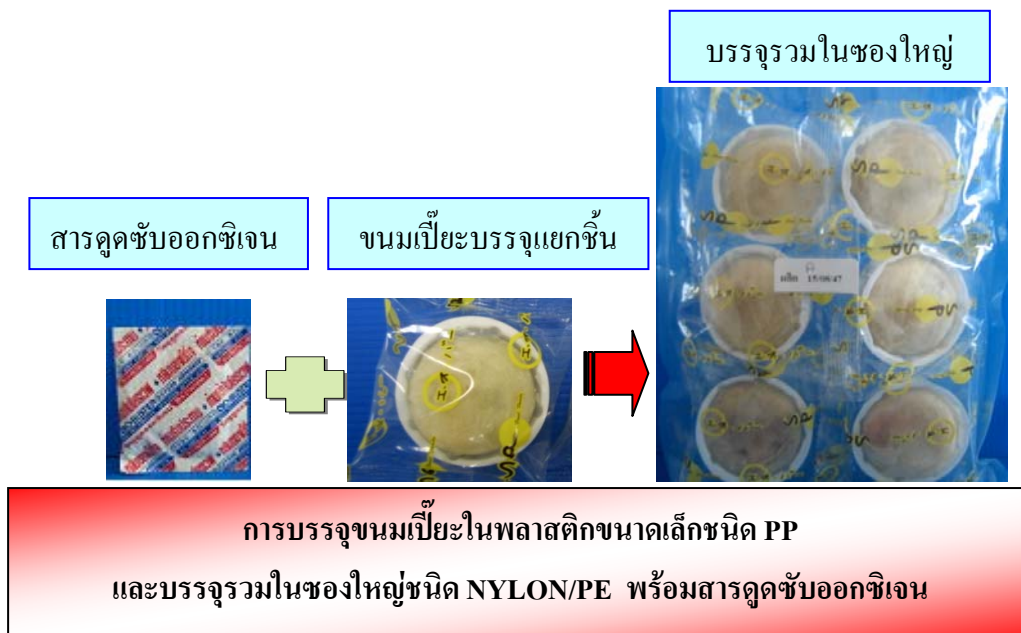 บรรจุรวมในซองใหญ่
สารดูดซับออกซิเจน
ขนมเปี๊ยะบรรจุแยกชิ้น
ผลิต 15/06/47
การบรรจุขนมเปี๊ยะในพลาสติกขนาดเล็กชนิด PP
และบรรจุรวมในซองใหญ่ชนิด NYLON/PE พร้อมสารดูดซับออกซิเจน